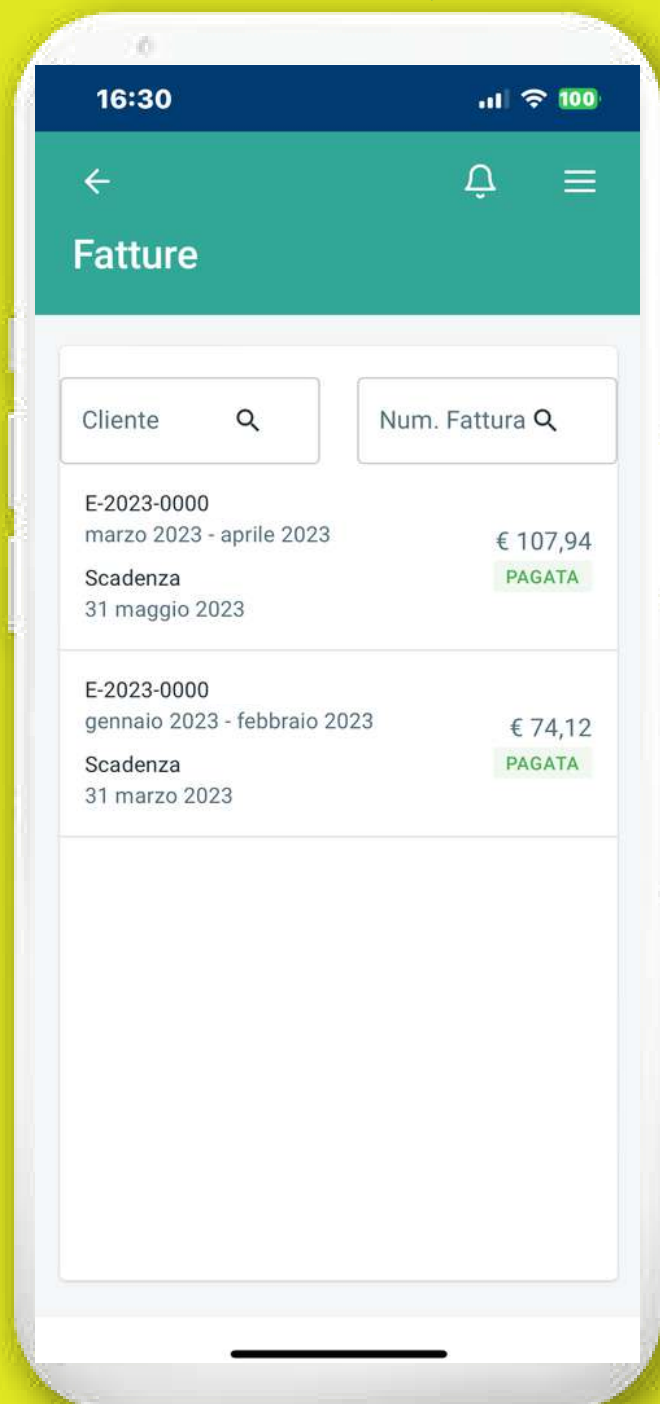 16:30
100
Fatture
Cliente
Num. Fattura
E-2023-0000
marzo 2023 - aprile 2023
€ 107,94
Scadenza
PAGATA
31 maggio 2023
E-2023-0000
gennaio 2023 - febbraio 2023
€ 74,12
Scadenza
PAGATA
31 marzo 2023